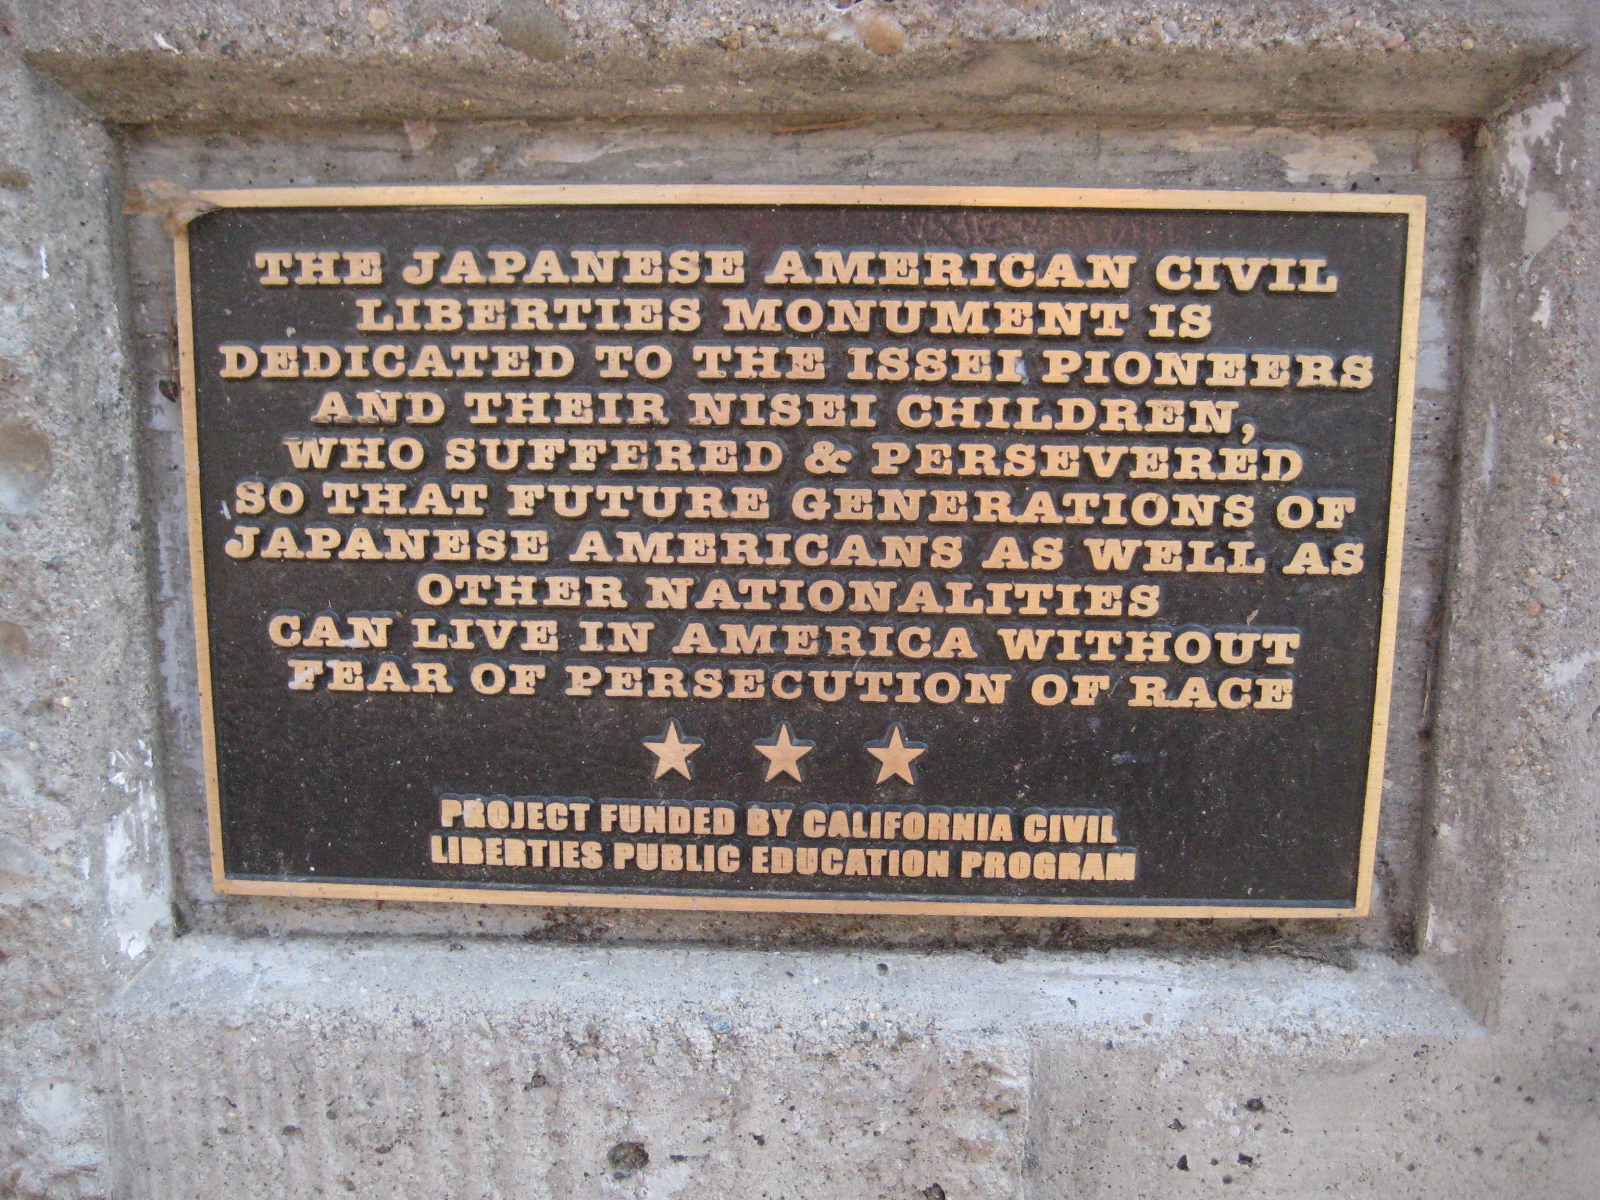 THE JAPANESE AMERICAN CIVIL
LIBERTIES MONUMENT IS
DEDICATED TO THE ISSEI PIONEERS
AND THEIR NISEI CHILDREN,
WHO SUFFERED & PERSEVERED
SO THAT FUTURE GENERATIONS OF
JAPANESE AMERICANS AS WELL AS
OTHER NATIONALITIES
CAN LIVE IN AMERICA WITHOUT
FEAR OF PERSECUTION OF RACE
PROJECT FUNDED BY CALIFORNIA CIVIL
LIBERTIES PUBLIC EDUCATION PROGRAM